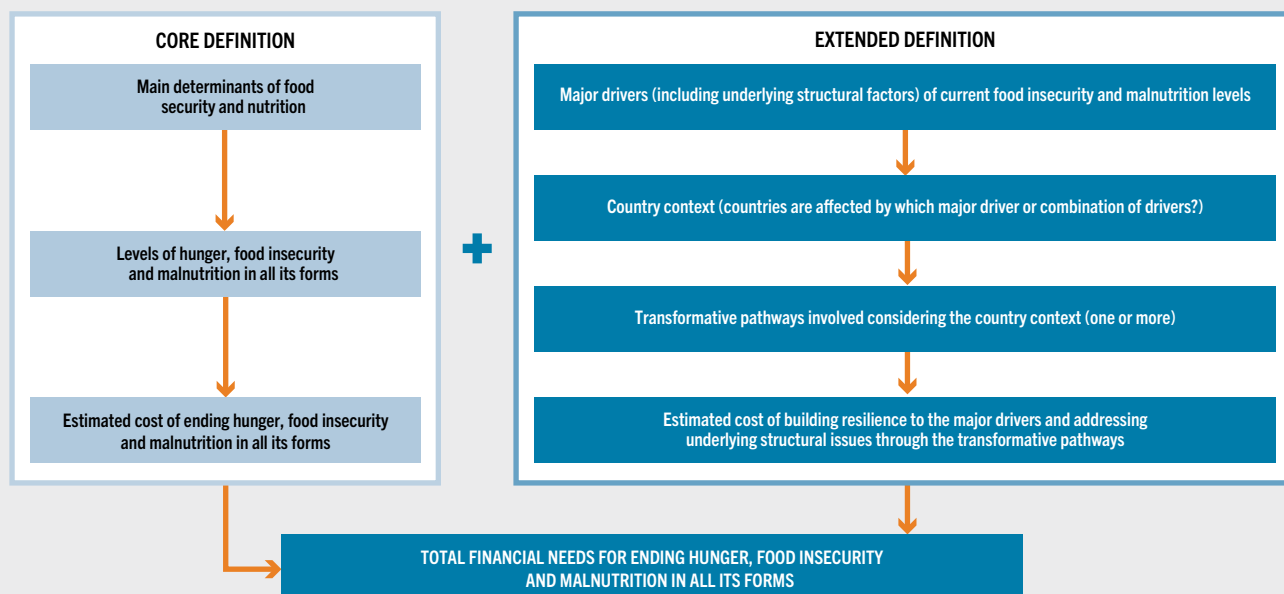 CORE DEFINITION
Main determinants of food
security and nutrition
Levels of hunger, food insecurity
and malnutrition in all its forms
Estimated cost of ending hunger, food insecurity
and malnutrition in all its forms
EXTENDED DEFINITION
Major drivers (including underlying structural factors) of current food insecurity and malnutrition levels
Country context (countries are affected by which major driver or combination of drivers?)
Transformative pathways involved considering the country context (one or more)
Estimated cost of building resilience to the major drivers and addressing
underlying structural issues through the transformative pathways
TOTAL FINANCIAL NEEDS FOR ENDING HUNGER, FOOD INSECURITY
AND MALNUTRITION IN ALL ITS FORMS